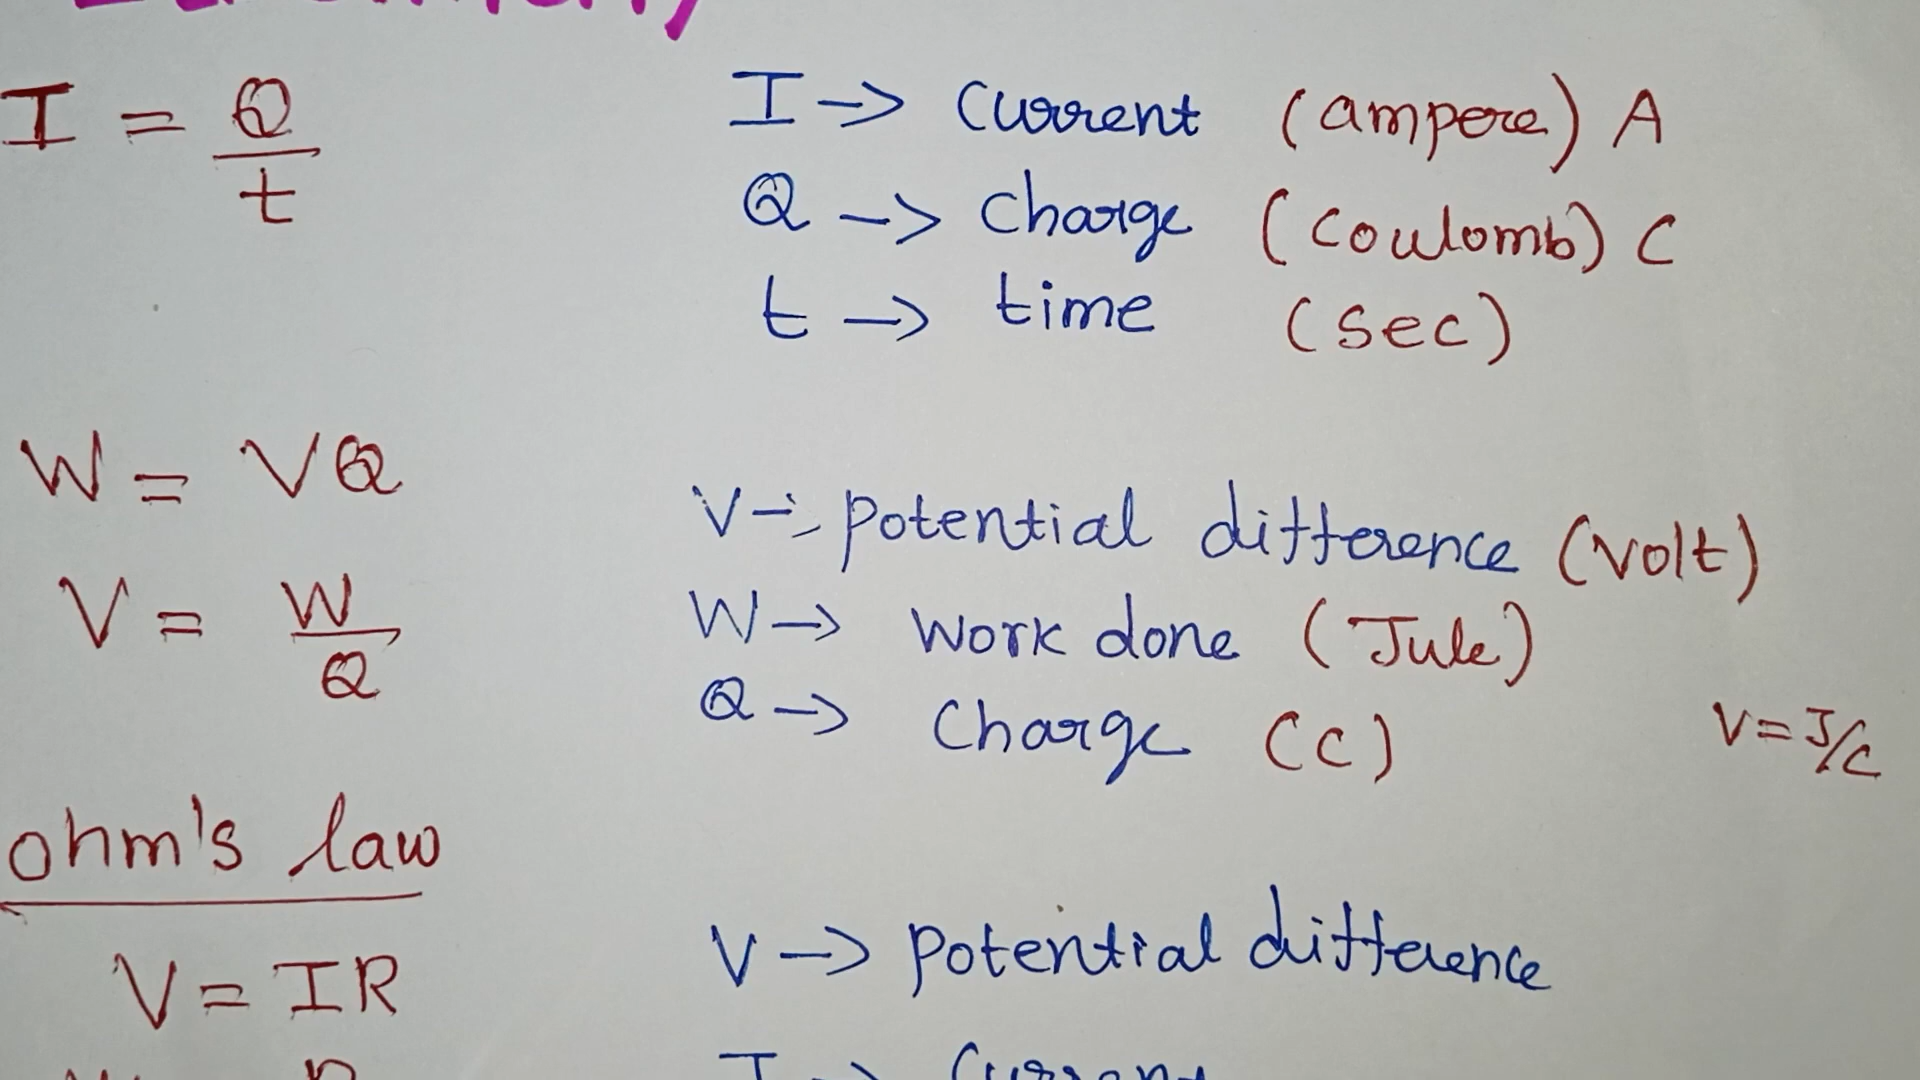 I = Q/t
I -> Current (ampere) A
Q -> Charge (Coulomb) C
t -> time (sec)
W = VQ
V = W/Q
V -> Potential difference (Volt)
W -> Work done (Jule)
Q -> Charge (C)
V = J/C
ohm's law
V = IR
V -> Potential difference
I -> Current